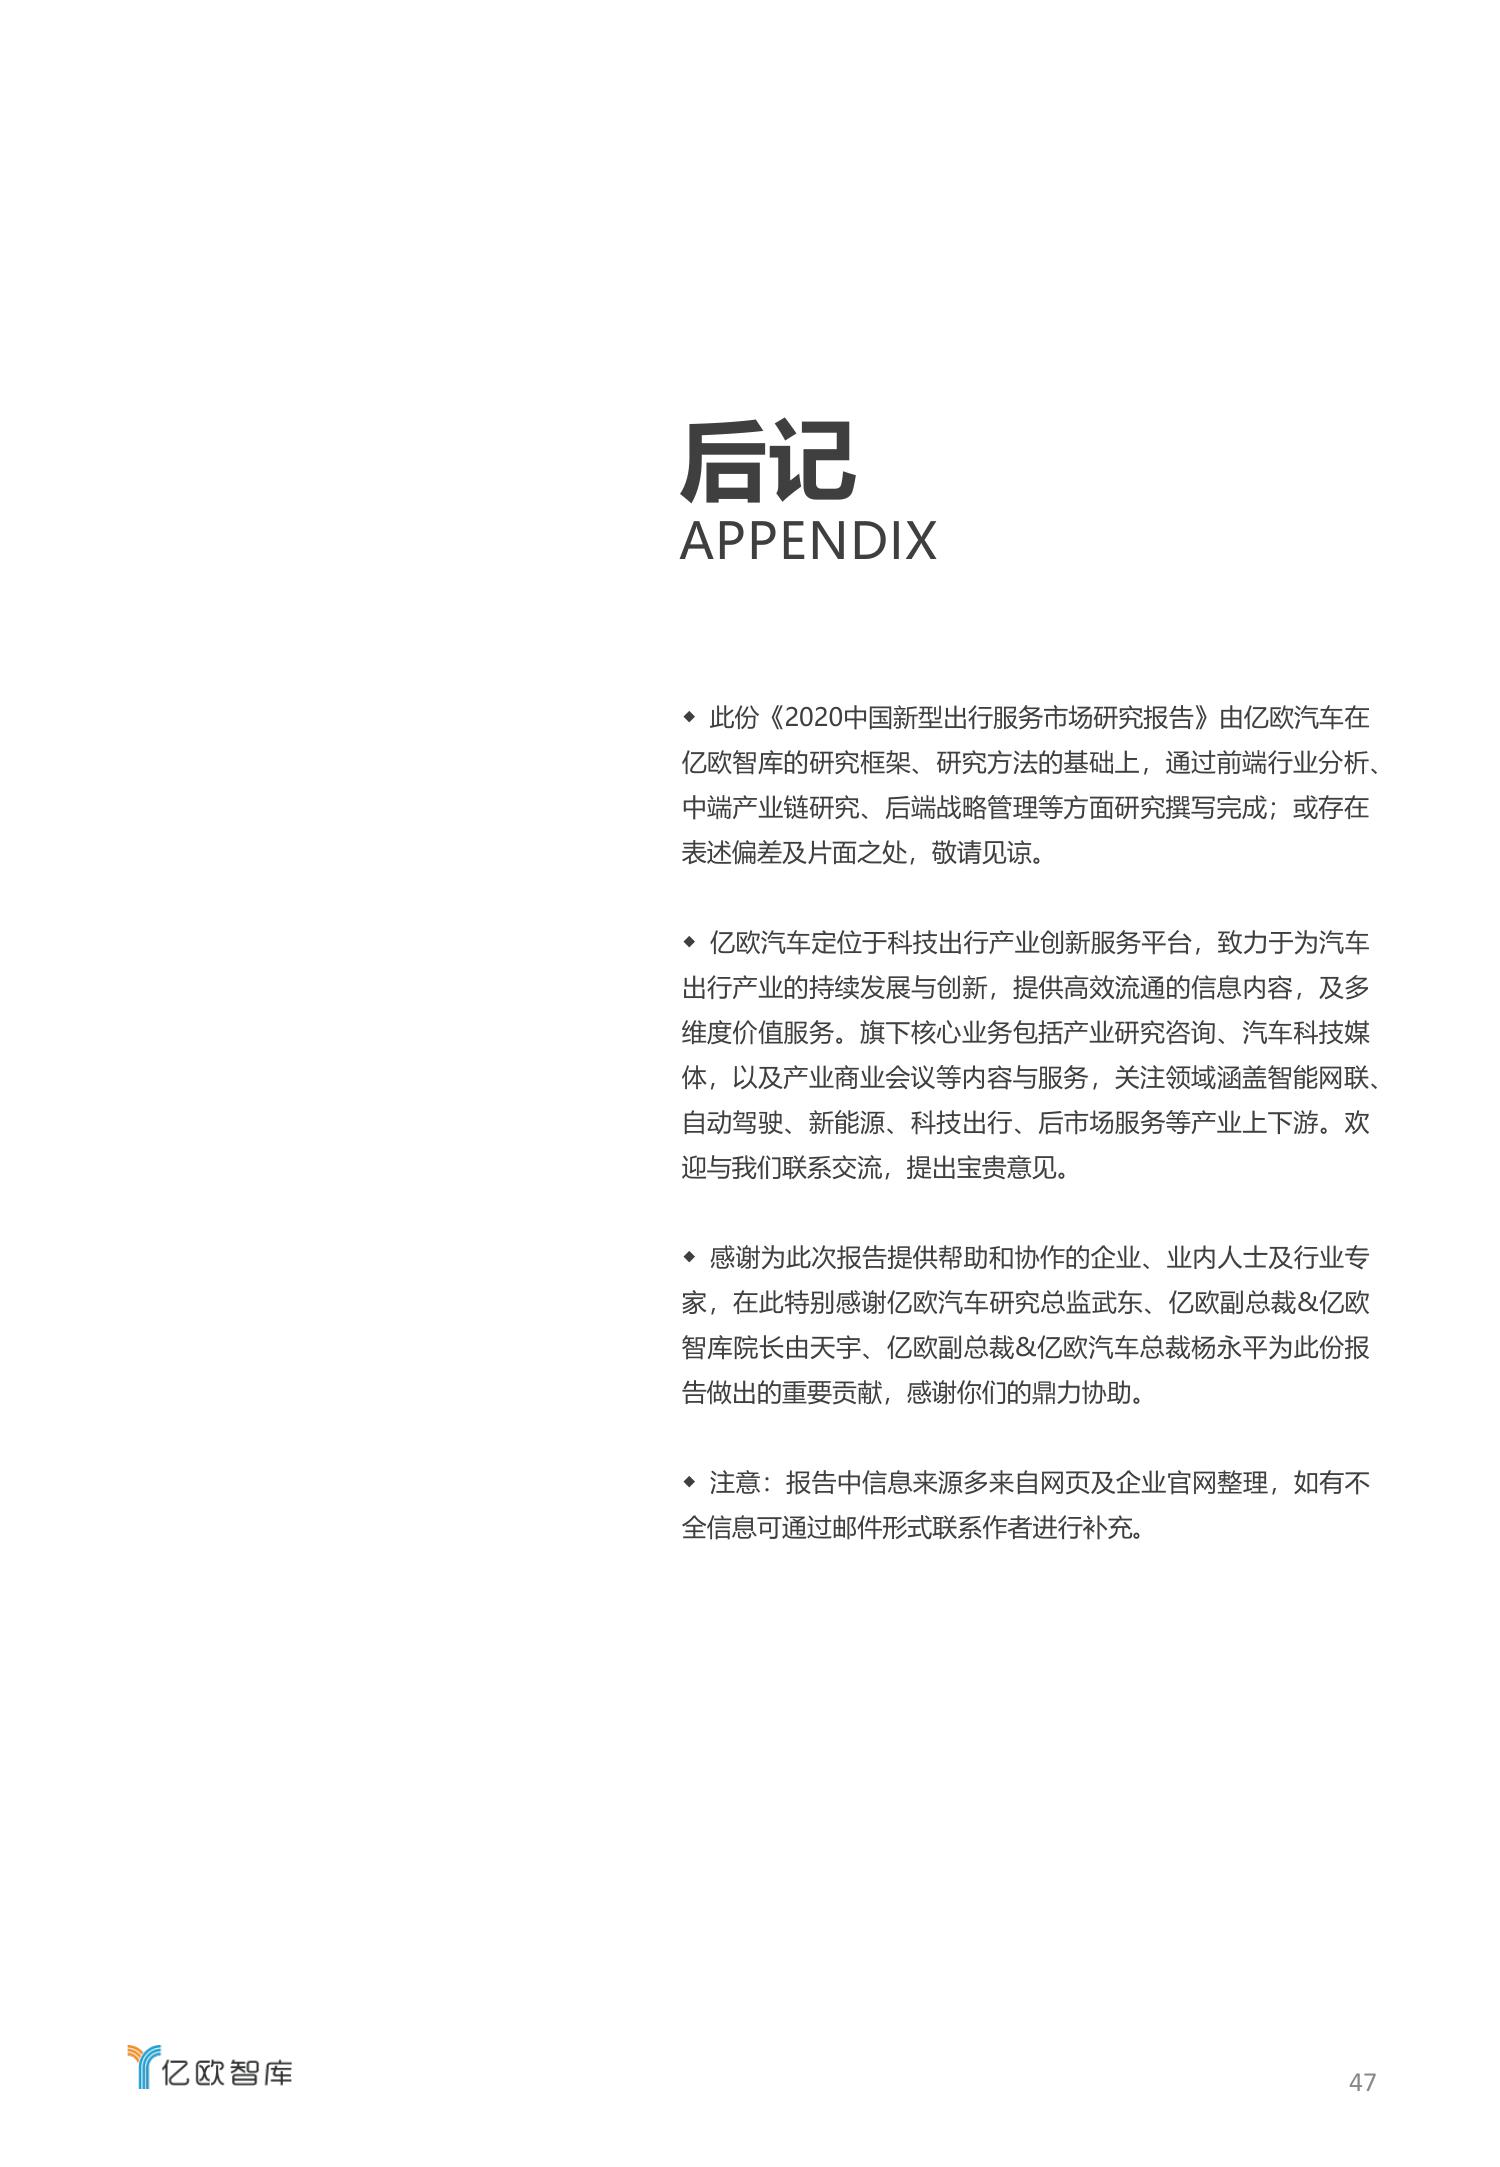 后记
APPENDIX
◆ 此份《2020中国新型出行服务市场研究报告》由亿欧汽车在
亿欧智库的研究框架、研究方法的基础上，通过前端行业分析、
中端产业链研究、后端战略管理等方面研究撰写完成；或存在
表述偏差及片面之处，敬请见谅。
◆ 亿欧汽车定位于科技出行产业创新服务平台，致力于为汽车
出行产业的持续发展与创新，提供高效流通的信息内容，及多
维度价值服务。旗下核心业务包括产业研究咨询、汽车科技媒
体，以及产业商业会议等内容与服务，关注领域涵盖智能网联、
自动驾驶、新能源、科技出行、后市场服务等产业上下游。欢
迎与我们联系交流，提出宝贵意见。
◆ 感谢为此次报告提供帮助和协作的企业、业内人士及行业专
家，在此特别感谢亿欧汽车研究总监武东、亿欧副总裁&亿欧
智库院长由天宇、亿欧副总裁&亿欧汽车总裁杨永平为此份报
告做出的重要贡献，感谢你们的鼎力协助。
◆ 注意：报告中信息来源多来自网页及企业官网整理，如有不
全信息可通过邮件形式联系作者进行补充。
亿欧智库
47